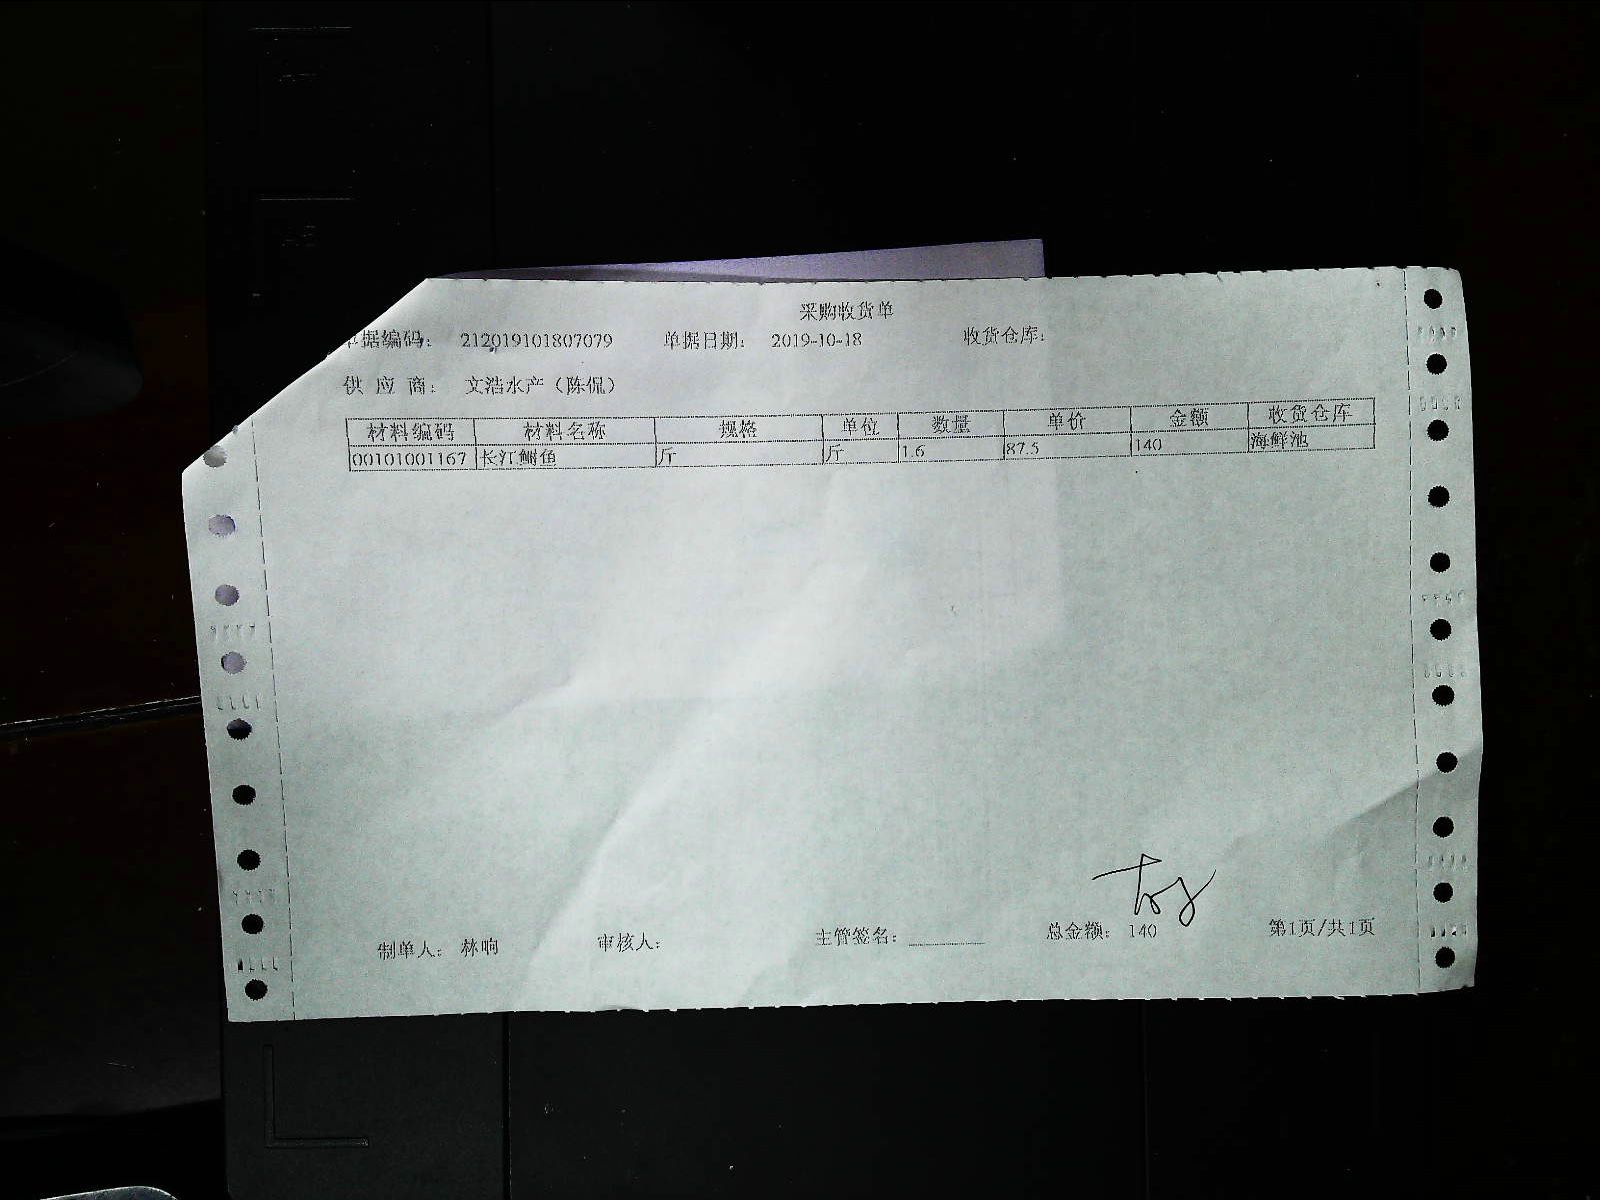 采购收货单
单据编码： 212019101807079 单据日期： 2019-10-18 收货仓库：
供 应 商： 文浩水产（陈侃）
材料编码 材料名称 规格 单位 数量 单价 金额 收货仓库
00101001167 长江鮰鱼 斤 斤 1.6 87.5 140 海鲜池
制单人： 林响 审核人： 主管签名： 总金额： 140 第1页/共1页